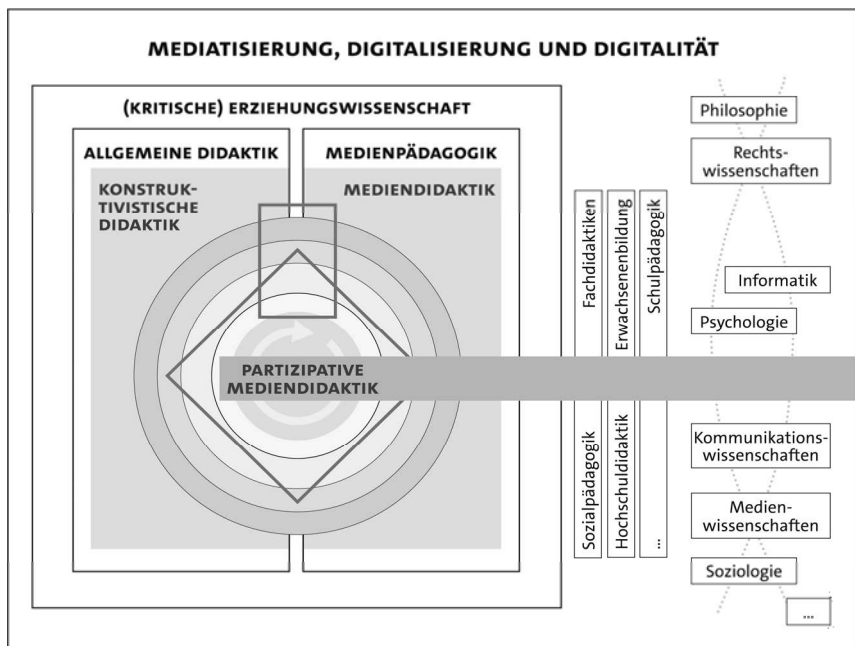 MEDIATISIERUNG, DIGITALISIERUNG UND DIGITALITÄT
(KRITISCHE) ERZIEHUNGSWISSENSCHAFT
ALLGEMEINE DIDAKTIK
MEDIENPÄDAGOGIK
KONSTRUK-
TIVISTISCHE
DIDAKTIK
MEDIENDIDAKTIK
PARTIZIPATIVE
MEDIENDIDAKTIK
Fachdidaktiken
Erwachsenenbildung
Schulpädagogik
Sozialpädagogik
Hochschuldidaktik
...
Philosophie
Rechts-
wissenschaften
Informatik
Psychologie
Kommunikations-
wissenschaften
Medien-
wissenschaften
Soziologie
...